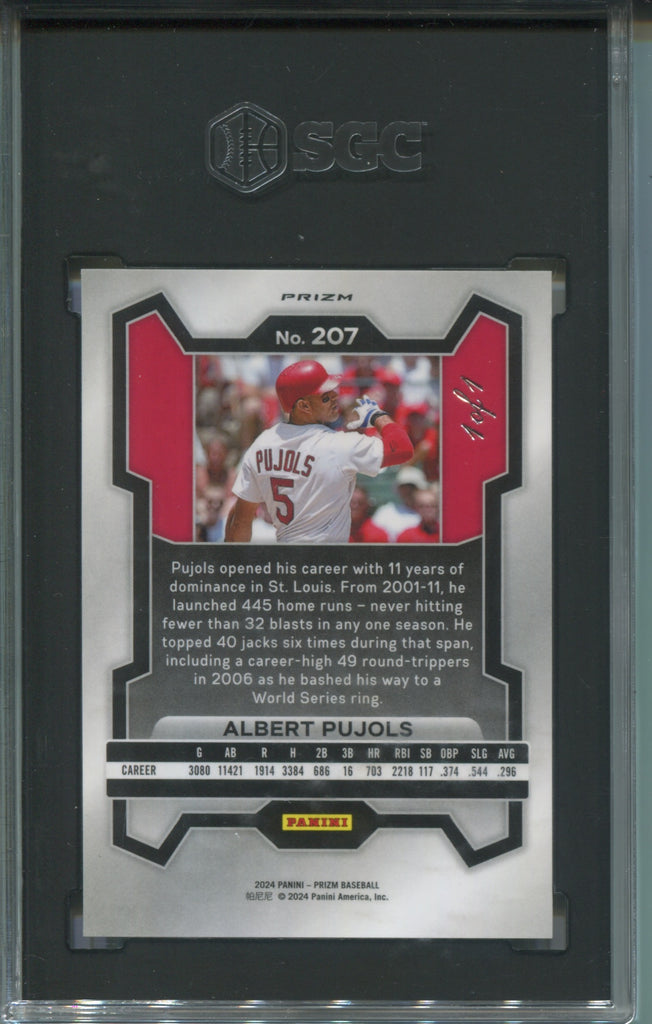 SGC
PRIZM
No. 207
1 of 1
PUJOLS
5
Pujols opened his career with 11 years of
dominance in St. Louis. From 2001-11, he
launched 445 home runs – never hitting
fewer than 32 blasts in any one season. He
topped 40 jacks six times during that span,
including a career-high 49 round-trippers
in 2006 as he bashed his way to a
World Series ring.
ALBERT PUJOLS
G AB R H 2B 3B HR RBI SB OBP SLG AVG
CAREER 3080 11421 1914 3384 686 16 703 2218 117 .374 .544 .296
PANINI
2024 PANINI – PRIZM BASEBALL
帕尼尼 © 2024 Panini America, Inc.